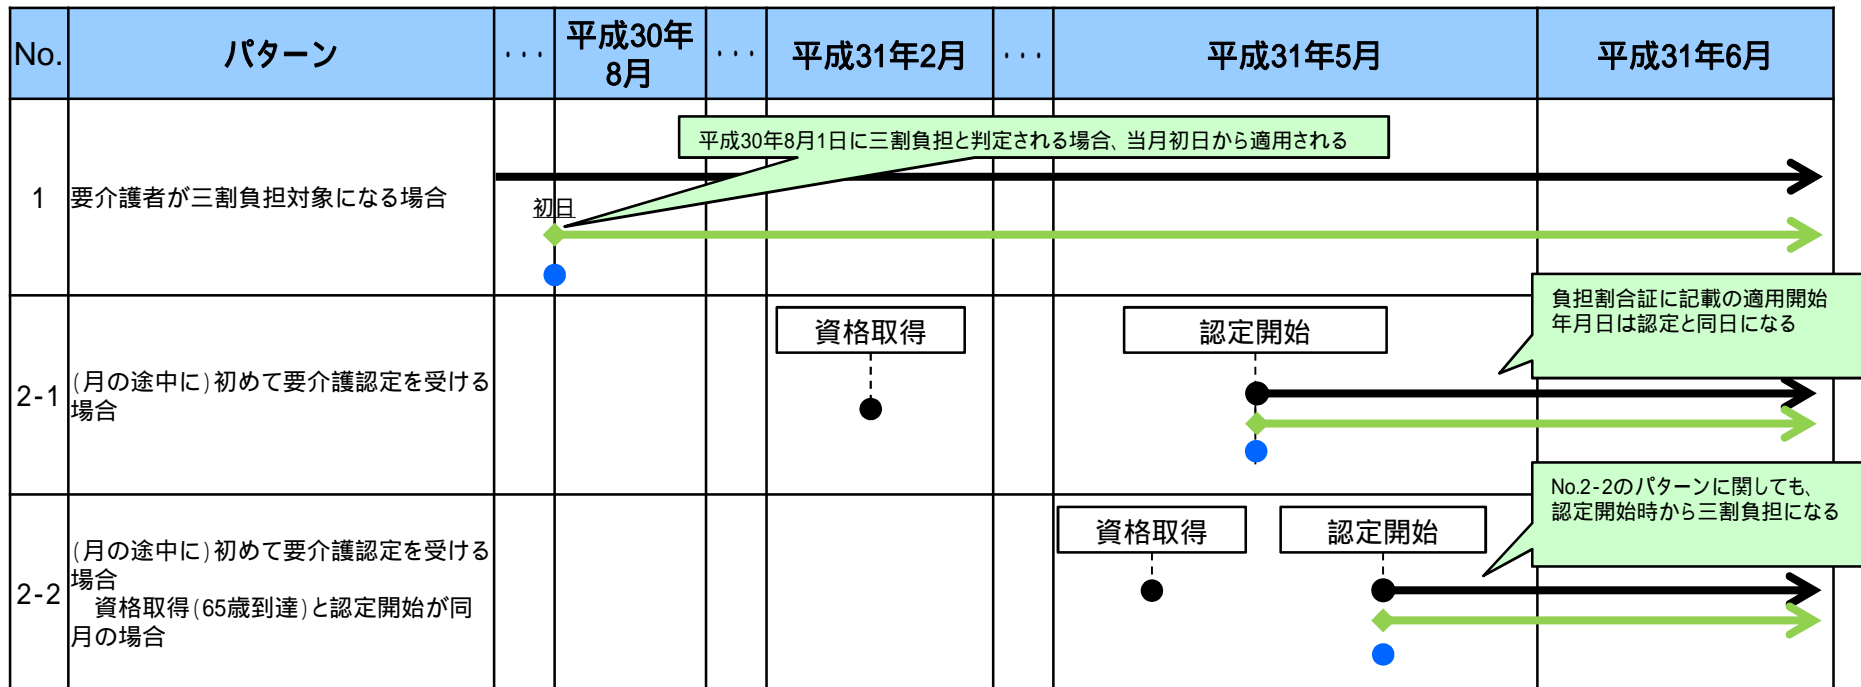 No.
パターン
・・・
平成30年
8月
・・・
平成31年2月
・・・
平成31年5月
平成31年6月
1
要介護者が三割負担対象になる場合
平成30年8月1日に三割負担と判定される場合、当月初日から適用される
初日
2-1
(月の途中に)初めて要介護認定を受ける
場合
資格取得
認定開始
負担割合証に記載の適用開始
年月日は認定と同日になる
2-2
(月の途中に)初めて要介護認定を受ける
場合
資格取得(65歳到達)と認定開始が同
月の場合
資格取得
認定開始
No.2-2のパターンに関しても、
認定開始時から三割負担になる